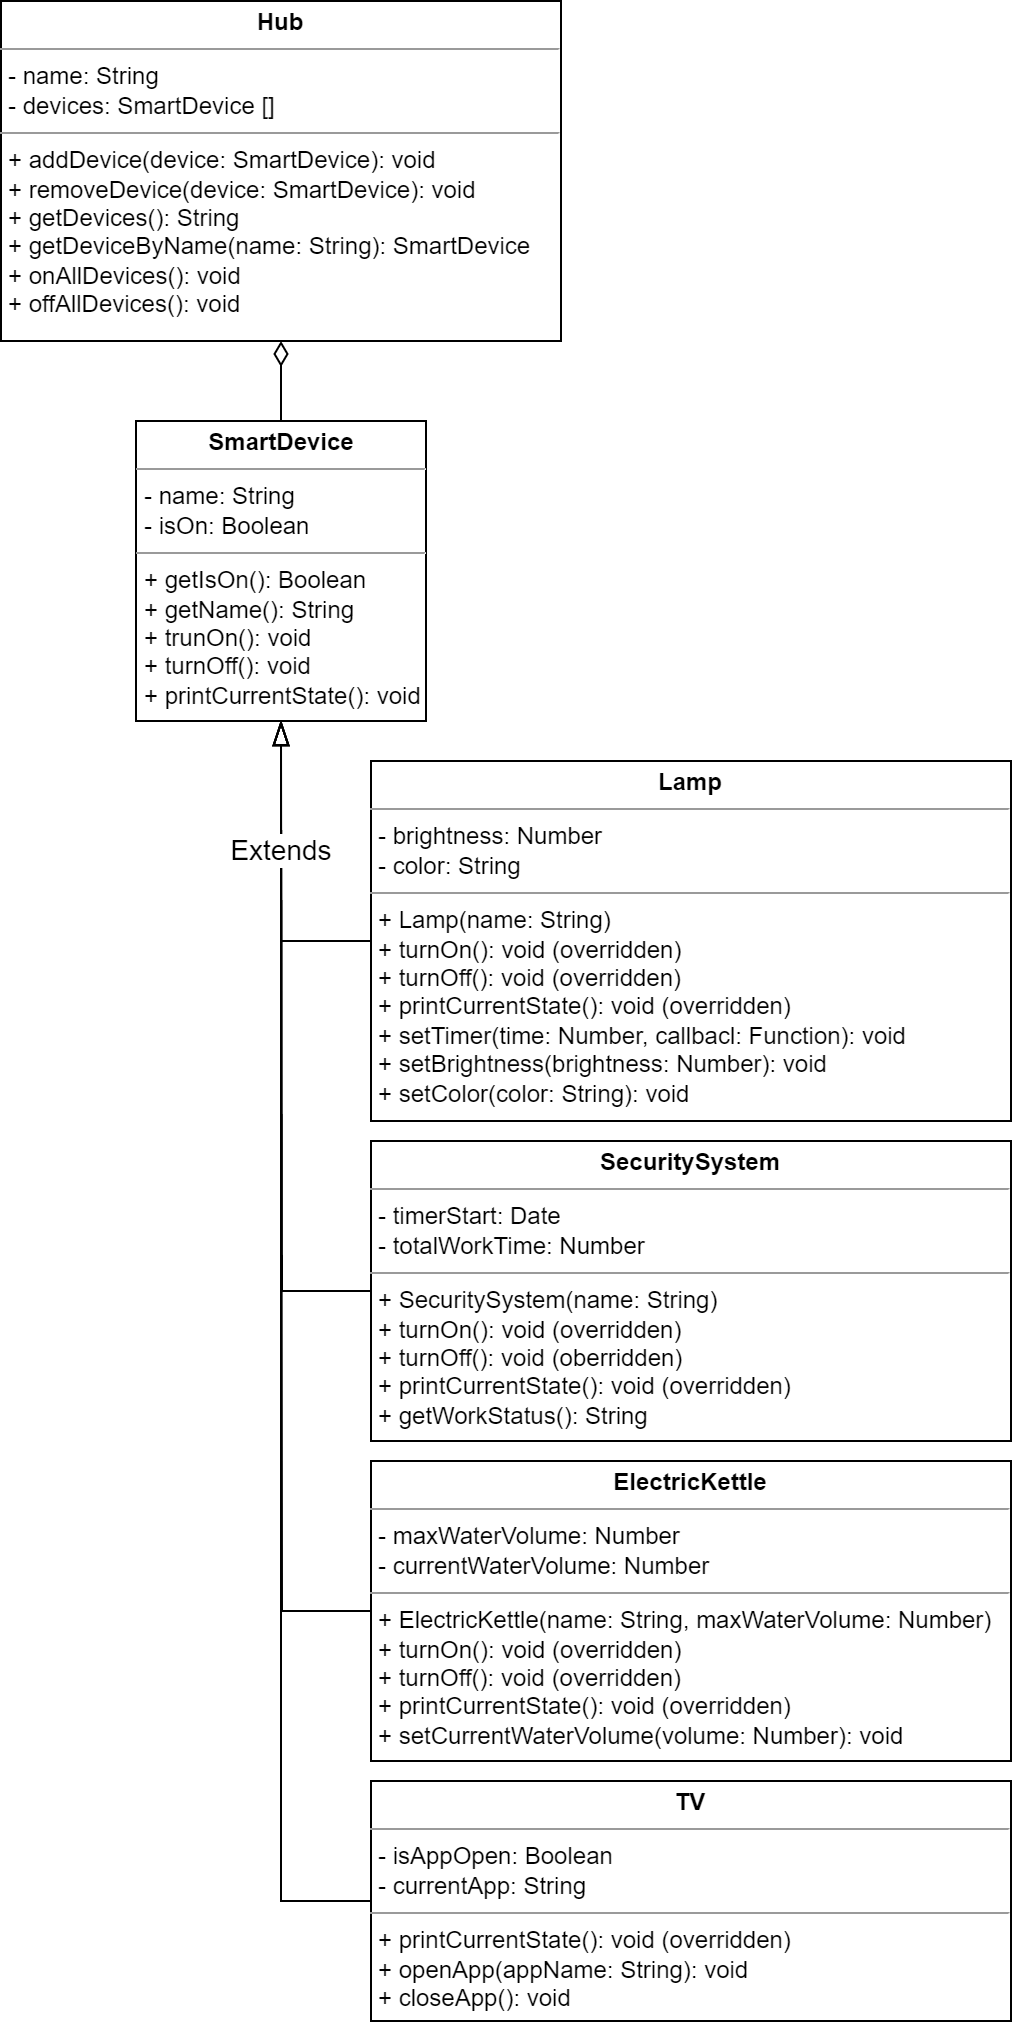 Hub
- name: String
- devices: SmartDevice []
+ addDevice(device: SmartDevice): void
+ removeDevice(device: SmartDevice): void
+ getDevices(): String
+ getDeviceByName(name: String): SmartDevice
+ onAllDevices(): void
+ offAllDevices(): void
SmartDevice
- name: String
- isOn: Boolean
+ getIsOn(): Boolean
+ getName(): String
+ trunOn(): void
+ turnOff(): void
+ printCurrentState(): void
Extends
Lamp
- brightness: Number
- color: String
+ Lamp(name: String)
+ turnOn(): void (overridden)
+ turnOff(): void (overridden)
+ printCurrentState(): void (overridden)
+ setTimer(time: Number, callbacl: Function): void
+ setBrightness(brightness: Number): void
+ setColor(color: String): void
SecuritySystem
- timerStart: Date
- totalWorkTime: Number
+ SecuritySystem(name: String)
+ turnOn(): void (overridden)
+ turnOff(): void (oberridden)
+ printCurrentState(): void (overridden)
+ getWorkStatus(): String
ElectricKettle
- maxWaterVolume: Number
- currentWaterVolume: Number
+ ElectricKettle(name: String, maxWaterVolume: Number)
+ turnOn(): void (overridden)
+ turnOff(): void (overridden)
+ printCurrentState(): void (overridden)
+ setCurrentWaterVolume(volume: Number): void
TV
- isAppOpen: Boolean
- currentApp: String
+ printCurrentState(): void (overridden)
+ openApp(appName: String): void
+ closeApp(): void